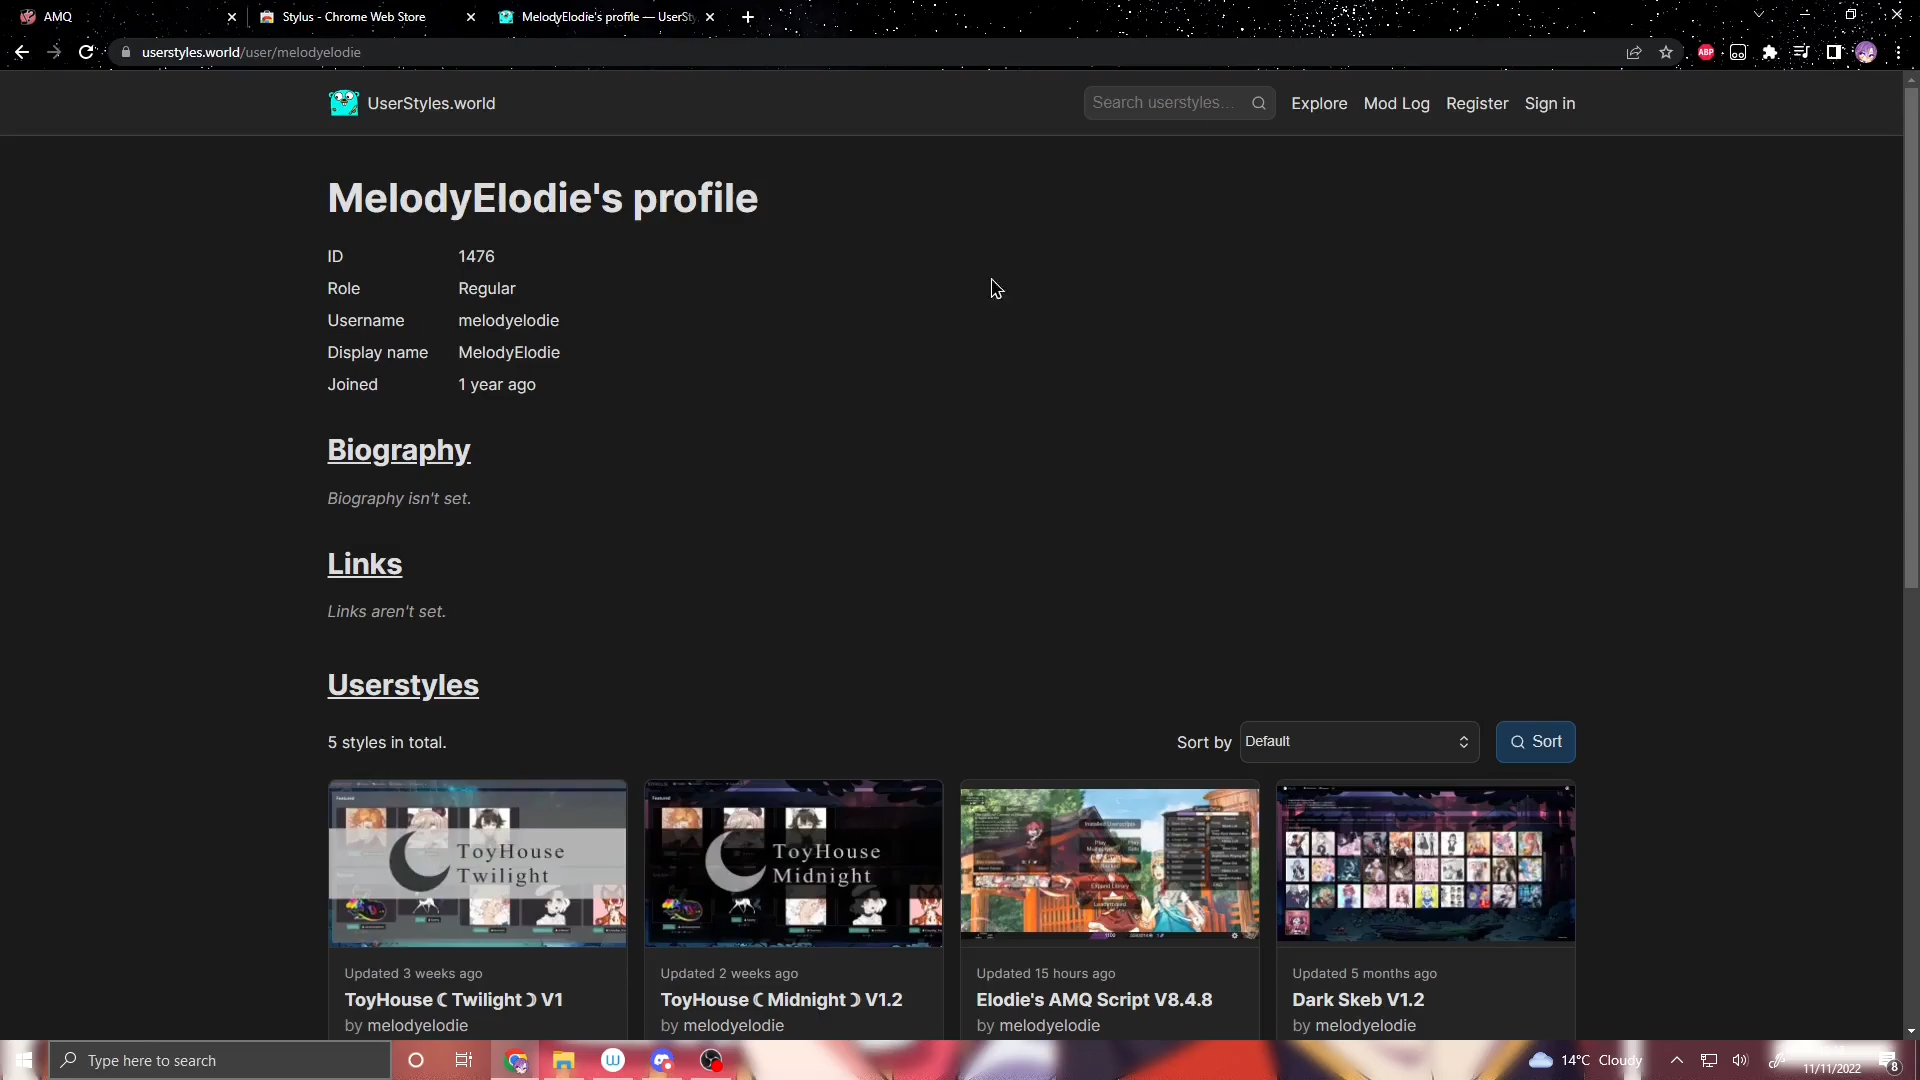 AMQ
Stylus - Chrome Web Store
MelodyElodie's profile — UserSty
userstyles.world/user/melodyelodie
ABP
UserStyles.world
Search userstyles...
Explore
Mod Log
Register
Sign in
MelodyElodie's profile
ID 1476
Role Regular
Username melodyelodie
Display name MelodyElodie
Joined 1 year ago
Biography
Biography isn't set.
Links
Links aren't set.
Userstyles
5 styles in total.
Sort by
Default
Sort
ToyHouse
Twilight
ToyHouse
Midnight
Updated 3 weeks ago
ToyHouse ☾ Twilight ☽ V1
by melodyelodie
Updated 2 weeks ago
ToyHouse ☾ Midnight ☽ V1.2
by melodyelodie
Updated 15 hours ago
Elodie's AMQ Script V8.4.8
by melodyelodie
Updated 5 months ago
Dark Skeb V1.2
by melodyelodie
Type here to search
14°C Cloudy
11/11/2022
8